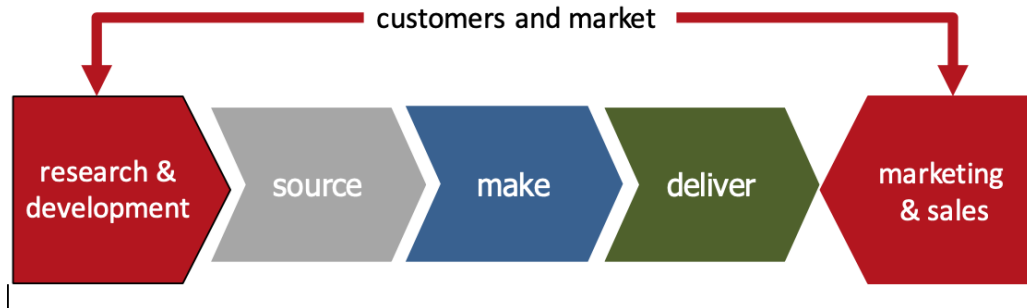 customers and market
research &
development
source
make
deliver
marketing
& sales